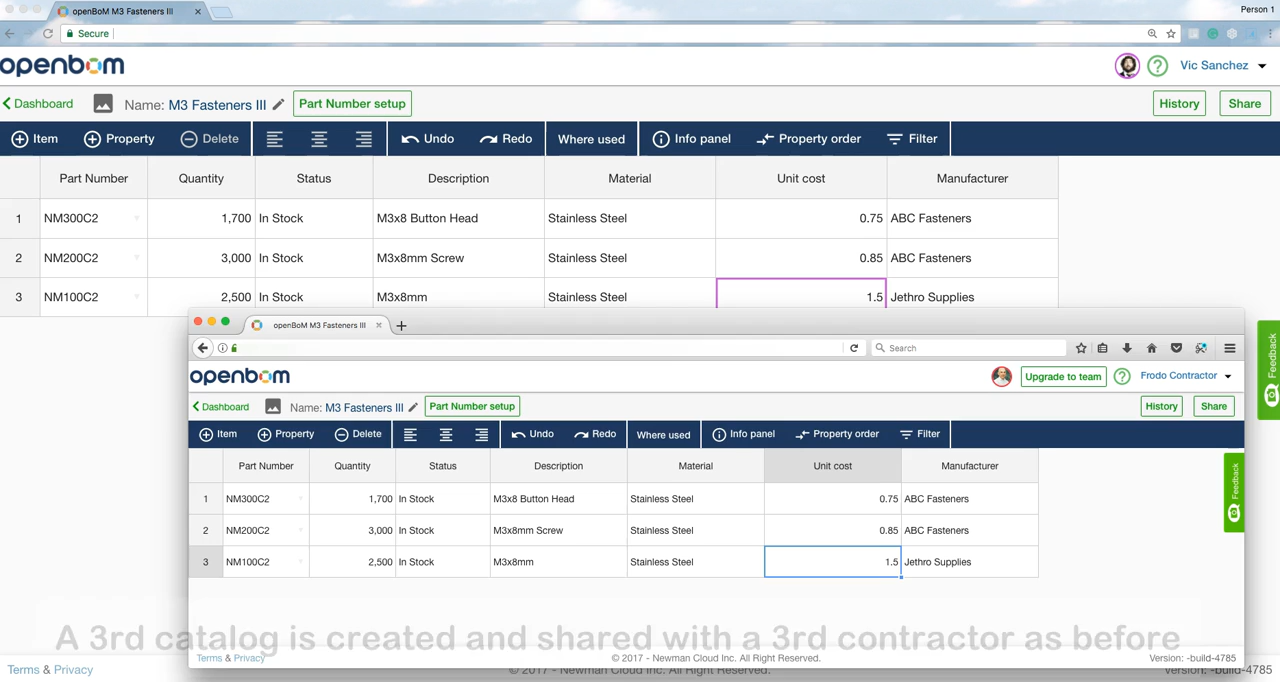 openBoM M3 Fasteners III
Person 1
Secure
openbom
Vic Sanchez
Dashboard
Name: M3 Fasteners III
Part Number setup
History
Share
Item
Property
Delete
Undo
Redo
Where used
Info panel
Property order
Filter
Part Number Quantity Status Description Material Unit cost Manufacturer
1 NM300C2 1,700 In Stock M3x8 Button Head Stainless Steel 0.75 ABC Fasteners
2 NM200C2 3,000 In Stock M3x8mm Screw Stainless Steel 0.85 ABC Fasteners
3 NM100C2 2,500 In Stock M3x8mm Stainless Steel 1.5 Jethro Supplies
openBoM M3 Fasteners III
Search
openbom
Upgrade to team
Frodo Contractor
Dashboard
Name: M3 Fasteners III
Part Number setup
History
Share
Item
Property
Delete
Undo
Redo
Where used
Info panel
Property order
Filter
Part Number Quantity Status Description Material Unit cost Manufacturer
1 NM300C2 1,700 In Stock M3x8 Button Head Stainless Steel 0.75 ABC Fasteners
2 NM200C2 3,000 In Stock M3x8mm Screw Stainless Steel 0.85 ABC Fasteners
3 NM100C2 2,500 In Stock M3x8mm Stainless Steel 1.5 Jethro Supplies
Feedback
Feedback
A 3rd catalog is created and shared with a 3rd contractor as before
Terms & Privacy
© 2017 - Newman Cloud Inc. All Right Reserved.
Version: -build-4785
Terms & Privacy
© 2017 - Newman Cloud Inc. All Right Reserved.
Version: -build-4785